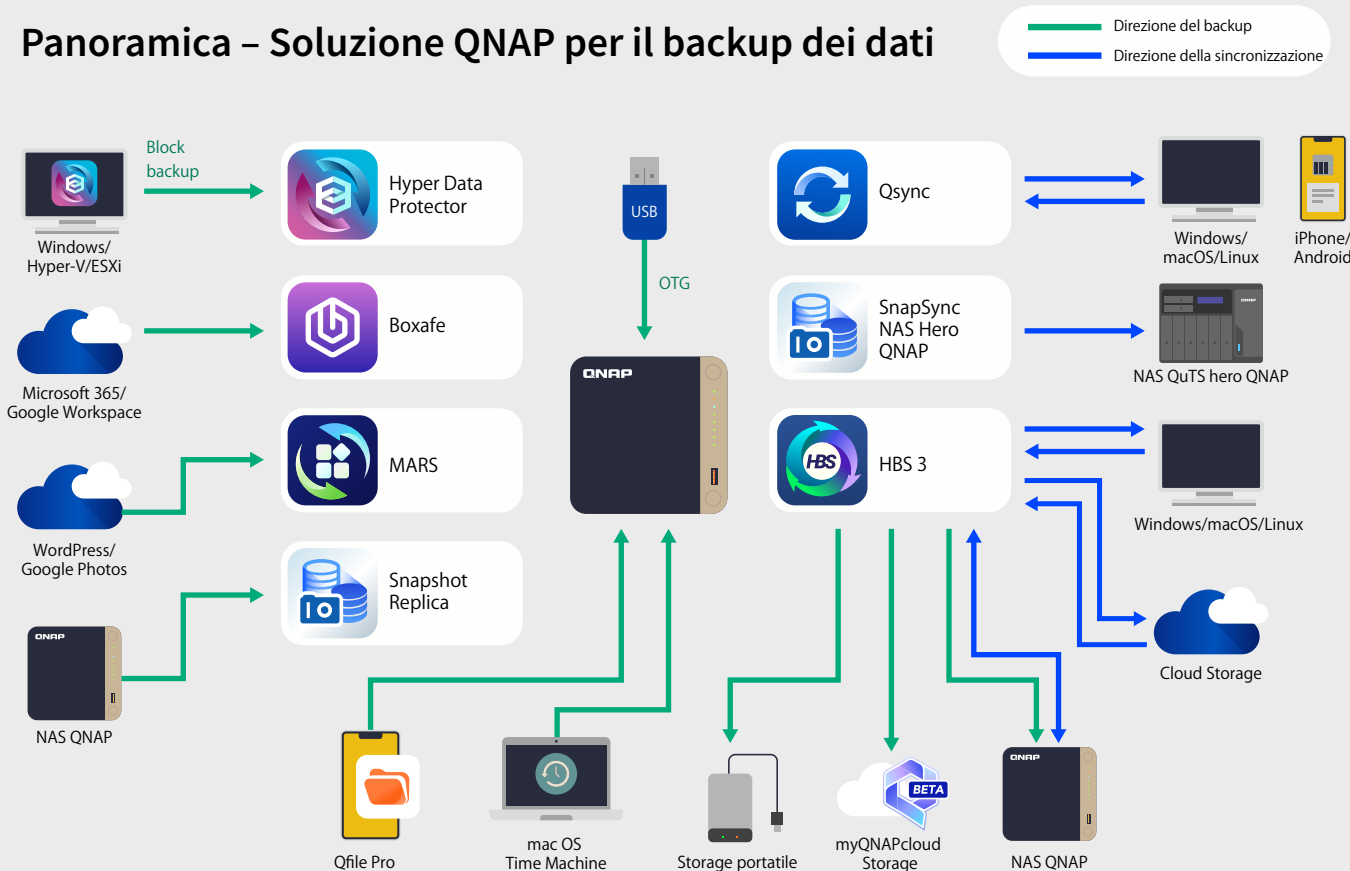 Panoramica – Soluzione QNAP per il backup dei dati
Direzione del backup
Direzione della sincronizzazione
Block
backup
Windows/
Hyper-V/ESXi
Hyper Data
Protector
USB
OTG
Qsync
Windows/
macOS/Linux
iPhone/
Android
Microsoft 365/
Google Workspace
Boxafe
SnapSync
NAS Hero
QNAP
QNAP
NAS QuTS hero QNAP
QNAP
WordPress/
Google Photos
MARS
HBS
HBS 3
Windows/macOS/Linux
Snapshot
Replica
QNAP
NAS QNAP
Cloud Storage
Qfile Pro
mac OS
Time Machine
Storage portatile
BETA
myQNAPcloud
Storage
QNAP
NAS QNAP